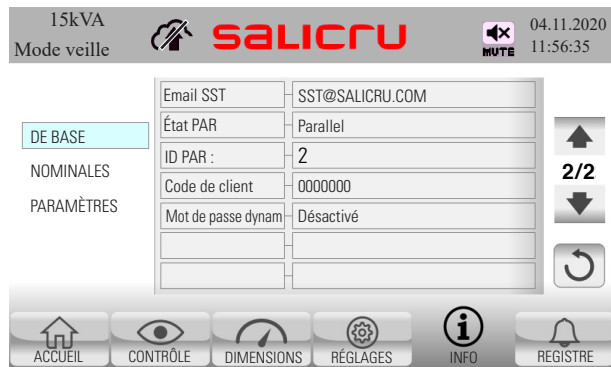 15kVA
Mode veille
salicru
MUTE
04.11.2020
11:56:35
DE BASE
NOMINALES
PARAMÈTRES
Email SST SST@SALICRU.COM
État PAR Parallel
ID PAR : 2
Code de client 0000000
Mot de passe dynam Désactivé
2/2
ACCUEIL CONTRÔLE DIMENSIONS RÉGLAGES INFO REGISTRE